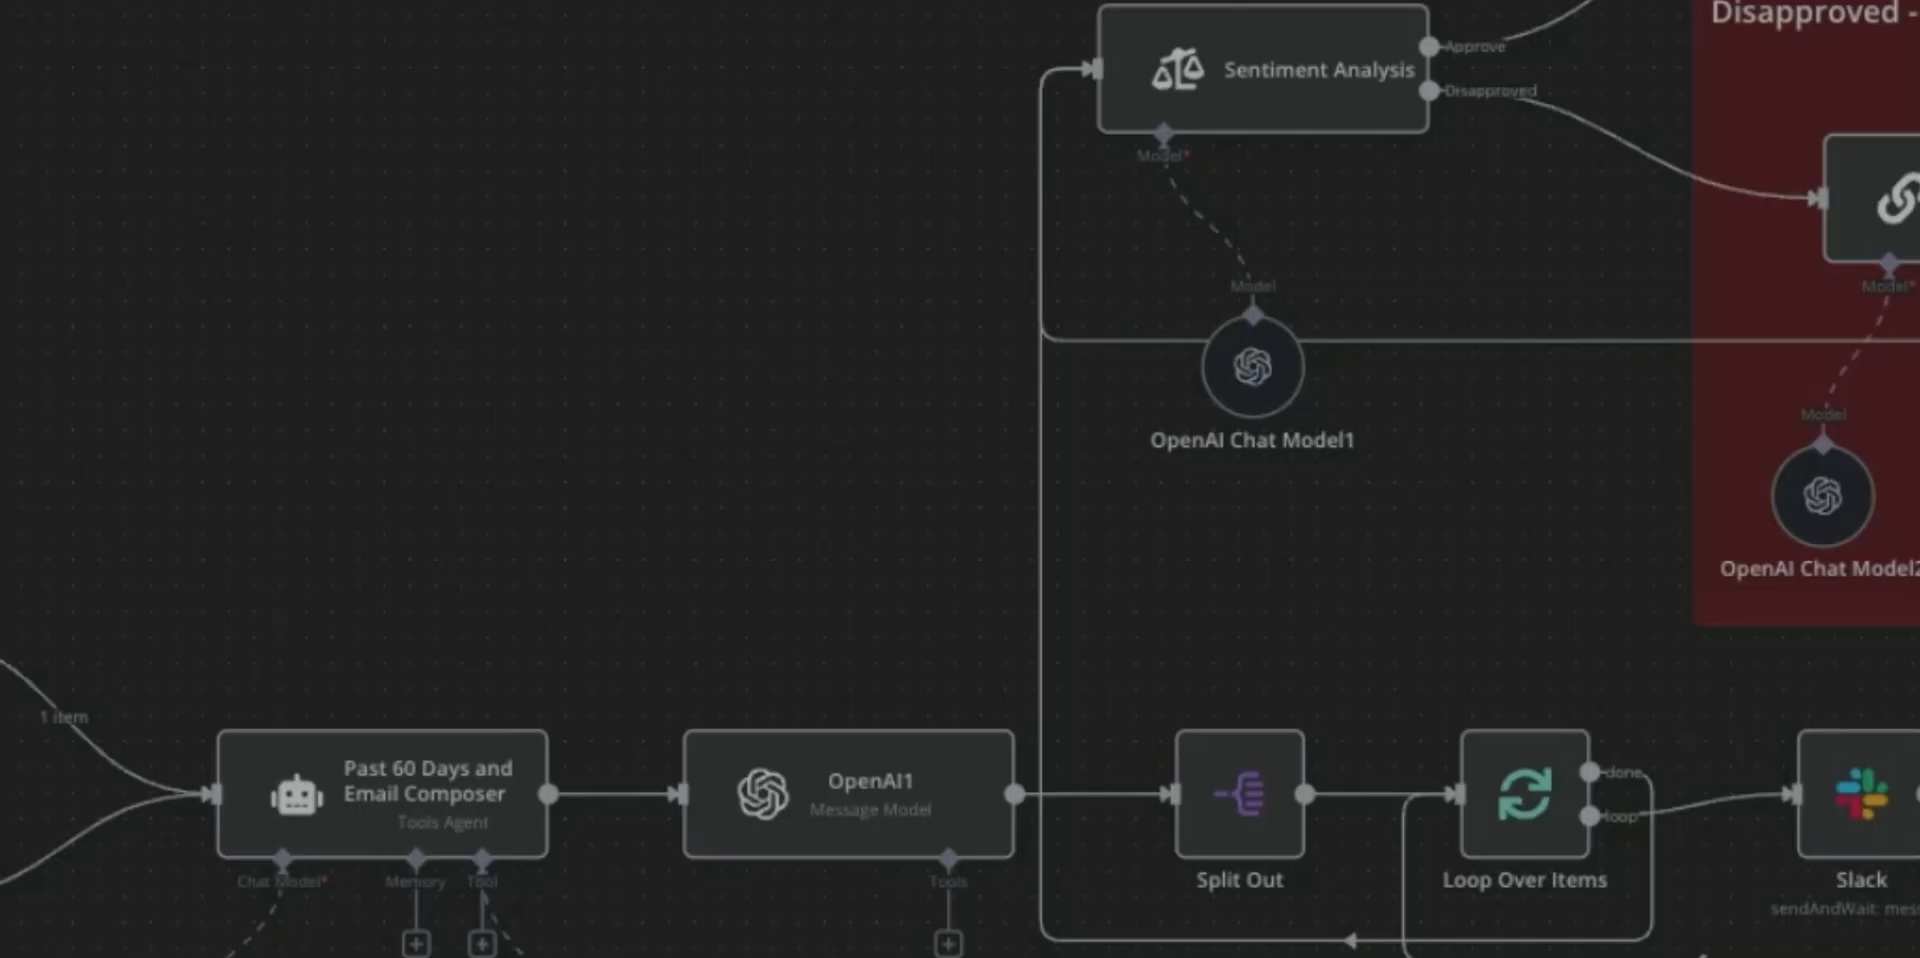 Disapproved -
Approve
Sentiment Analysis
Disapproved
Model*
Model
Model*
OpenAI Chat Model1
Model
OpenAI Chat Model2
1 item
Past 60 Days and
Email Composer
Tools Agent
OpenAI1
Message Model
done
loop
Chat Model*
Memory
Tool
Tools
Split Out
Loop Over Items
Slack
sendAndWait: mess